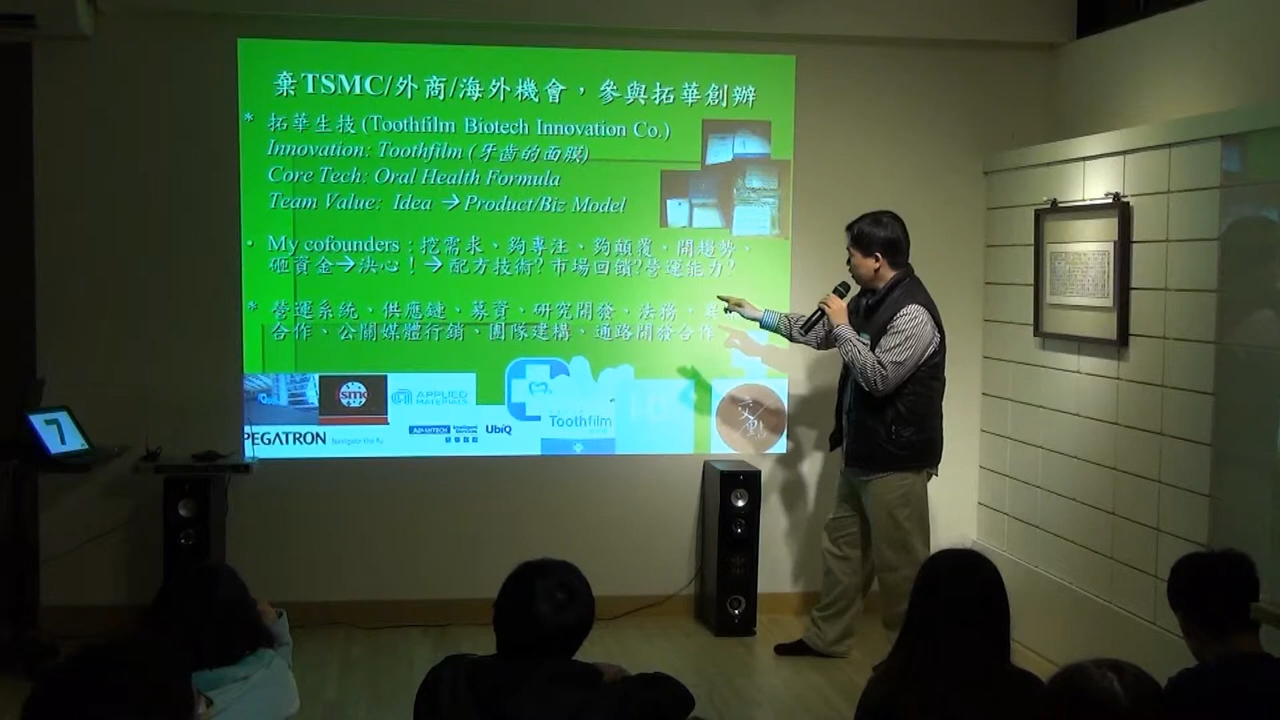 棄TSMC/外商/海外機會，參與拓華創辦
* 拓華生技(Toothfilm Biotech Innovation Co.)
Innovation: Toothfilm (牙齒的面膜)
Core Tech: Oral Health Formula
Team Value: Idea → Product/Biz Model
• My cofounders : 挖需求、夠專注、夠顛覆、開趨勢、
砸資金→決心！→ 配方技術? 市場回饋?營運能力?
* 營運系統、供應鏈、募資、研究開發、法務、
合作、公關媒體行銷、團隊建構、通路開發合作
smc
APPLIED MATERIALS
PEGATRON
ADVANTECH
UbiQ
Toothfilm
交點
7